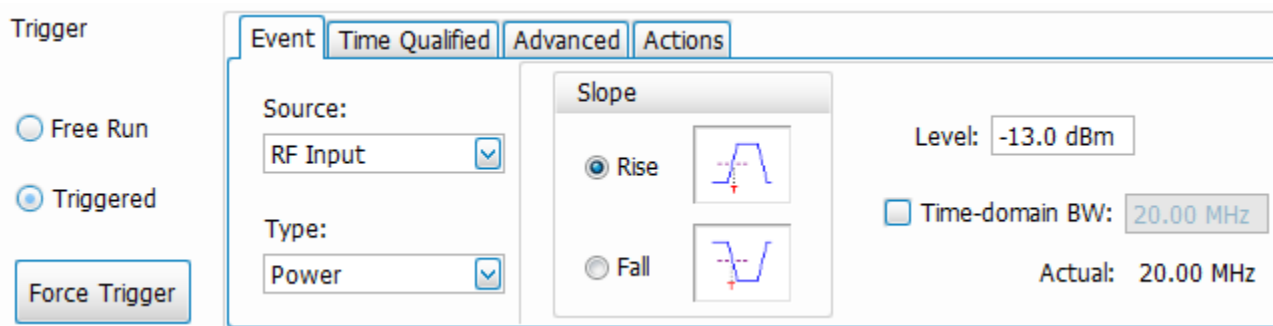 Trigger
Event Time Qualified Advanced Actions
Free Run
Triggered
Force Trigger
Source:
RF Input
Type:
Power
Slope
Rise
T
Fall
T
Level: -13.0 dBm
Time-domain BW: 20.00 MHz
Actual: 20.00 MHz